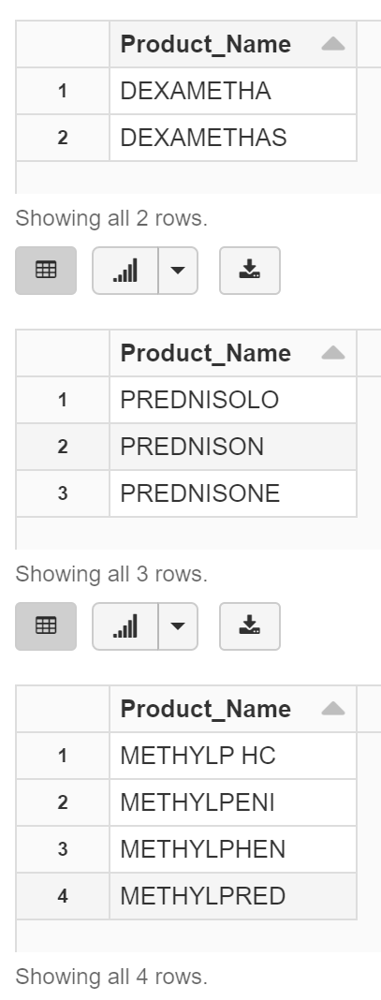 Product_Name
1 DEXAMETHA
2 DEXAMETHAS
Showing all 2 rows.
Product_Name
1 PREDNISOLO
2 PREDNISON
3 PREDNISONE
Showing all 3 rows.
Product_Name
1 METHYLP HC
2 METHYLPENI
3 METHYLPHEN
4 METHYLPRED
Showing all 4 rows.